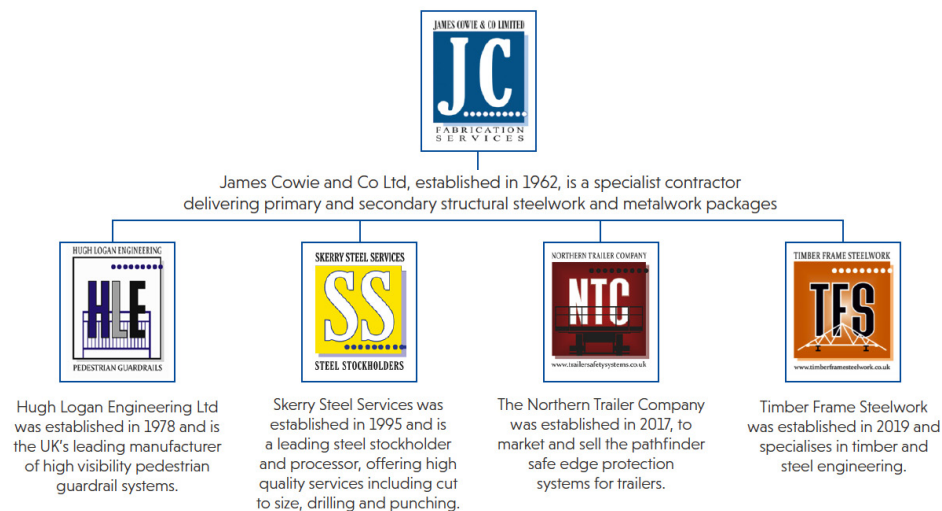 JAMES COWIE & CO LIMITED
JC
FABRICATION
SERVICES
James Cowie and Co Ltd, established in 1962, is a specialist contractor
delivering primary and secondary structural steelwork and metalwork packages
HUGH LOGAN ENGINEERING
HLE
PEDESTRIAN GUARDRAILS
Hugh Logan Engineering Ltd
was established in 1978 and is
the UK's leading manufacturer
of high visibility pedestrian
guardrail systems.
SKERRY STEEL SERVICES
SS
STEEL STOCKHOLDERS
Skerry Steel Services was
established in 1995 and is
a leading steel stockholder
and processor, offering high
quality services including cut
to size, drilling and punching.
NORTHERN TRAILER COMPANY
NTC
www.trailersafetysystems.co.uk
The Northern Trailer Company
was established in 2017, to
market and sell the pathfinder
safe edge protection
systems for trailers.
TIMBER FRAME STEELWORK
TFS
www.timberframesteelwork.co.uk
Timber Frame Steelwork
was established in 2019 and
specialises in timber and
steel engineering.